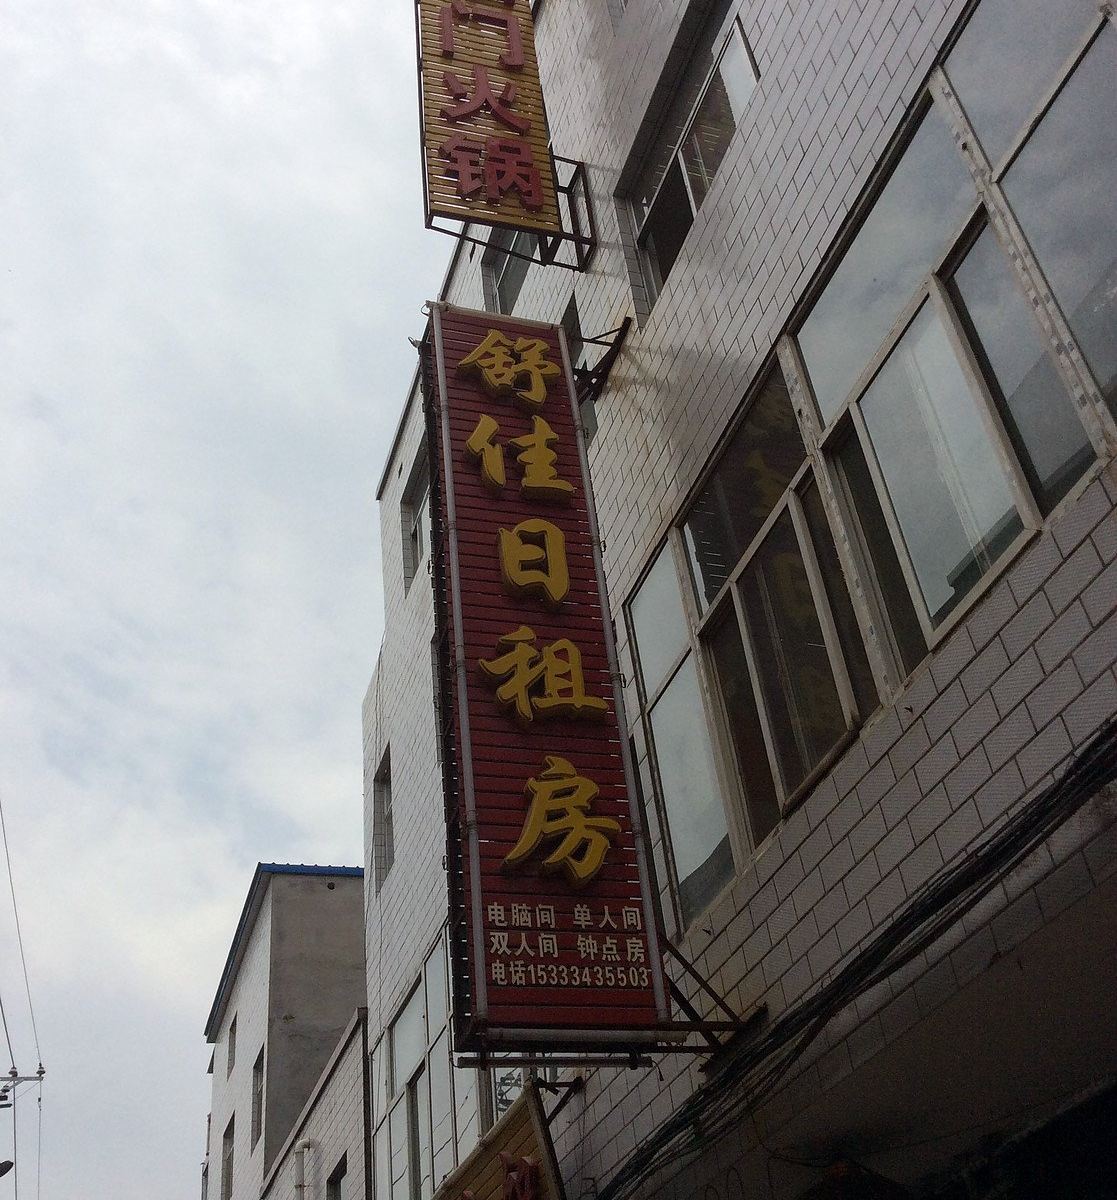 门火锅
舒佳日租房
电脑间 单人间
双人间 钟点房
电话15333435503